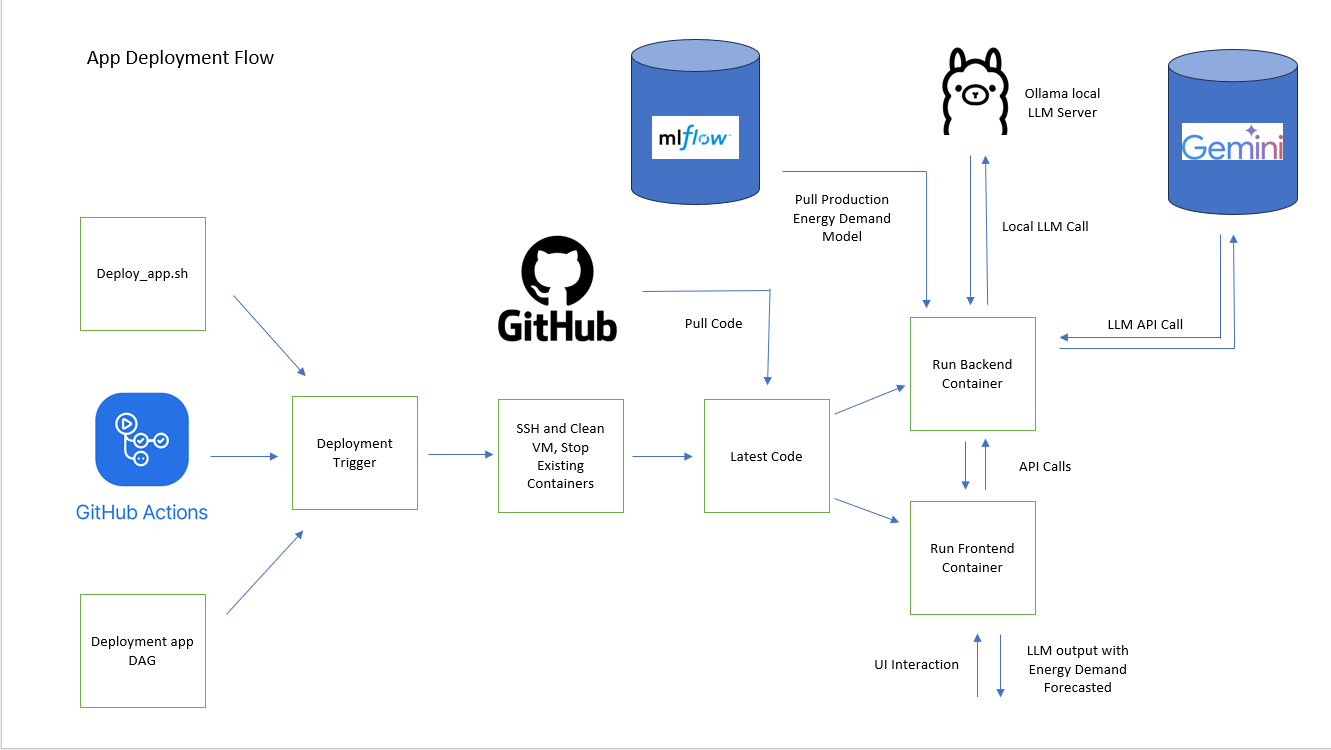 App Deployment Flow
mlflow
Ollama local
LLM Server
Gemini
Pull Production
Energy Demand
Model
Local LLM Call
Deploy_app.sh
GitHub
Pull Code
LLM API Call
Run Backend
Container
GitHub Actions
Deployment
Trigger
SSH and Clean
VM, Stop
Existing
Containers
Latest Code
API Calls
Run Frontend
Container
Deployment app
DAG
UI Interaction
LLM output with
Energy Demand
Forecasted